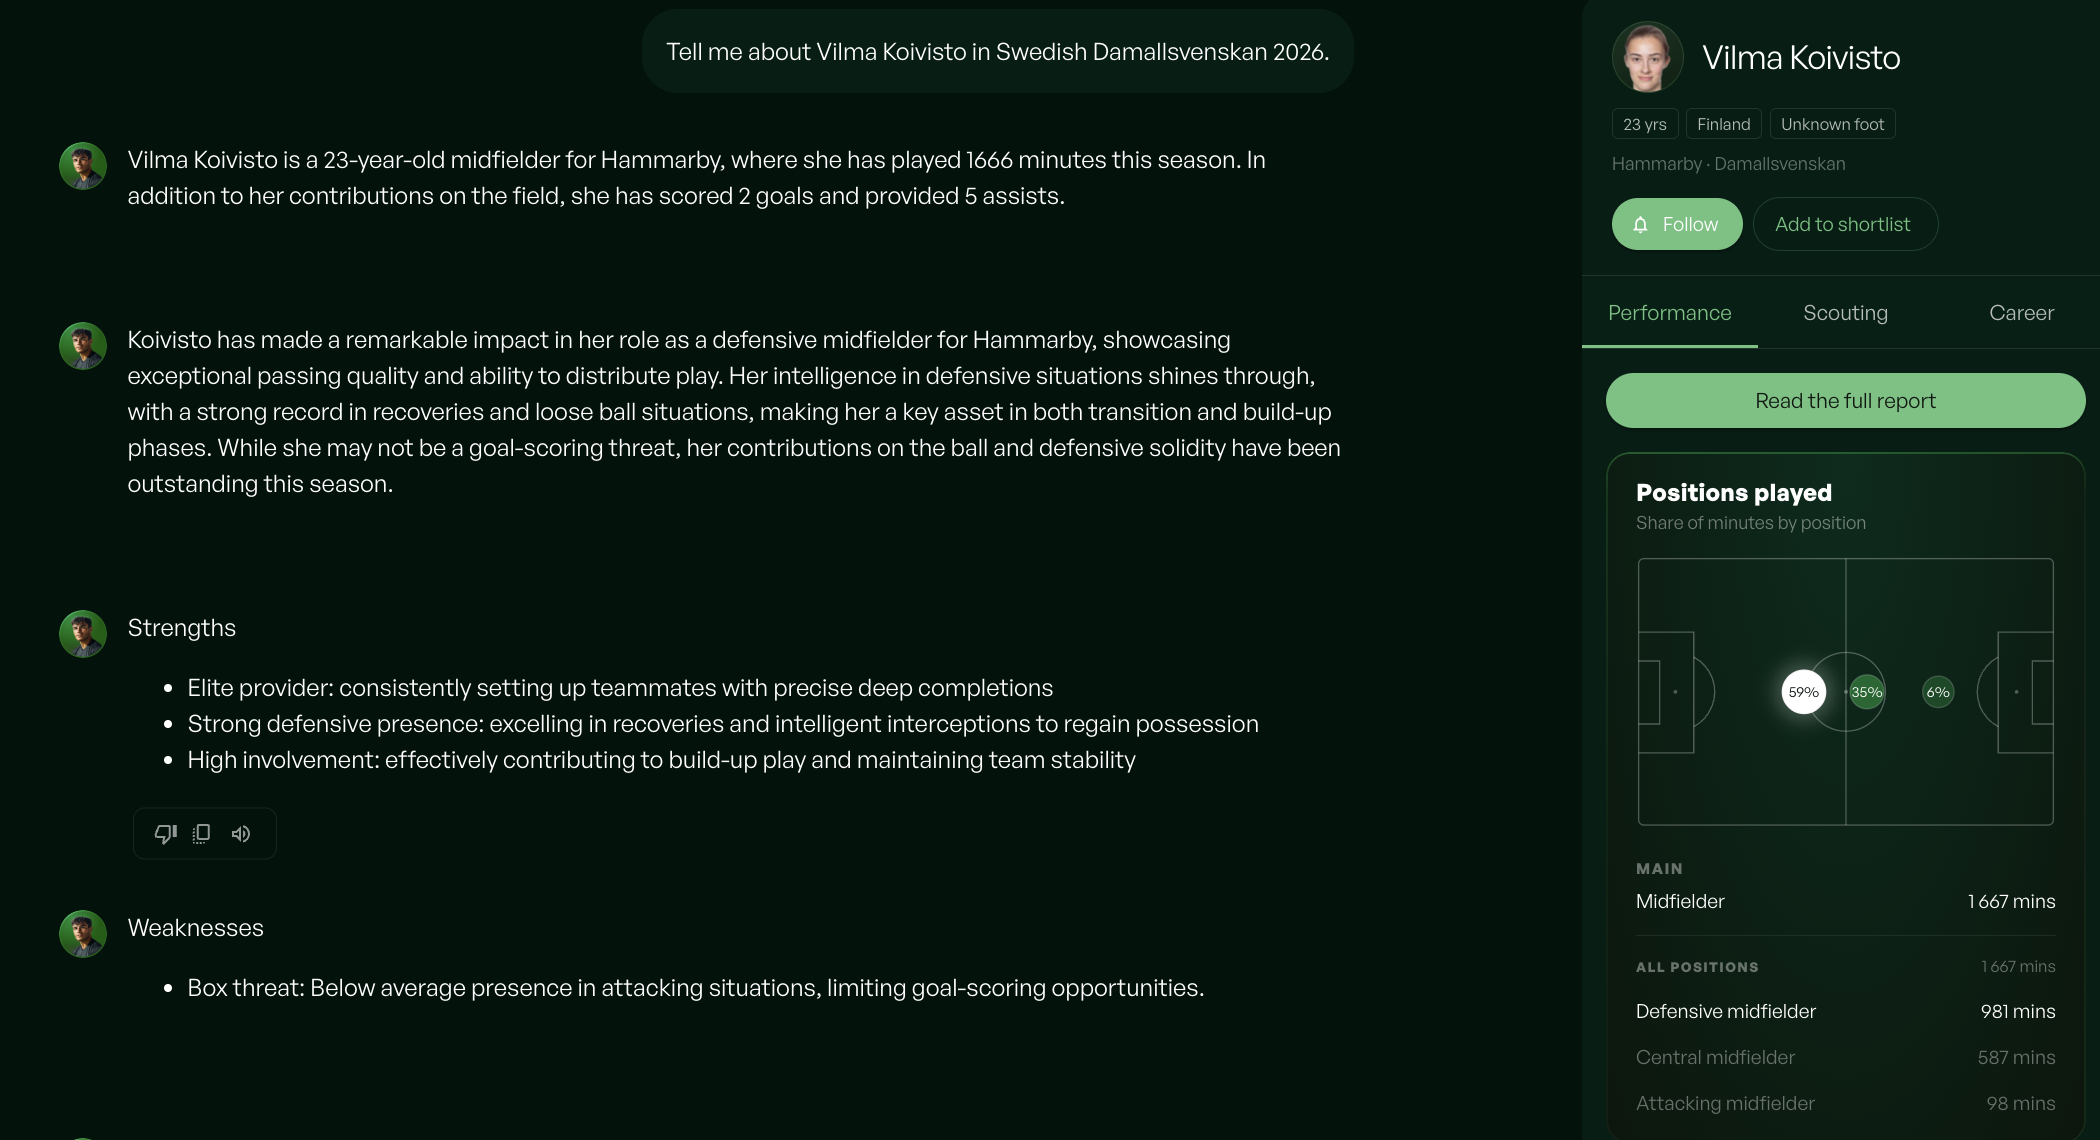 Tell me about Vilma Koivisto in Swedish Damallsvenskan 2026.
Vilma Koivisto is a 23-year-old midfielder for Hammarby, where she has played 1666 minutes this season. In
addition to her contributions on the field, she has scored 2 goals and provided 5 assists.
Koivisto has made a remarkable impact in her role as a defensive midfielder for Hammarby, showcasing
exceptional passing quality and ability to distribute play. Her intelligence in defensive situations shines through,
with a strong record in recoveries and loose ball situations, making her a key asset in both transition and build-up
phases. While she may not be a goal-scoring threat, her contributions on the ball and defensive solidity have been
outstanding this season.
Strengths
• Elite provider: consistently setting up teammates with precise deep completions
• Strong defensive presence: excelling in recoveries and intelligent interceptions to regain possession
• High involvement: effectively contributing to build-up play and maintaining team stability
Weaknesses
• Box threat: Below average presence in attacking situations, limiting goal-scoring opportunities.
Vilma Koivisto
23 yrs
Finland
Unknown foot
Hammarby · Damallsvenskan
Follow
Add to shortlist
Performance
Scouting
Career
Read the full report
Positions played
Share of minutes by position
59%
35%
6%
MAIN
Midfielder 1 667 mins
ALL POSITIONS 1 667 mins
Defensive midfielder 981 mins
Central midfielder 587 mins
Attacking midfielder 98 mins